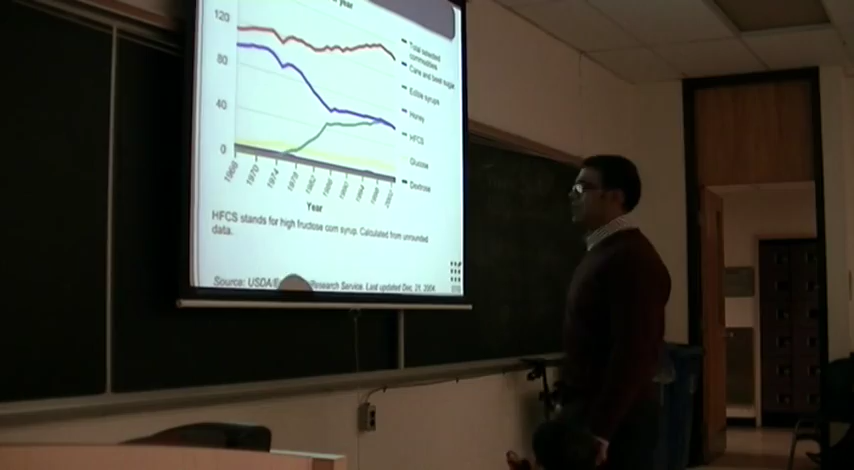 year
120
80
40
0
1966
1970
1974
1978
1982
1986
1990
1994
1998
Year
Total selected
commodities
Cane and beet sugar
Edible syrups
Honey
HFCS
Glucose
Dextrose
HFCS stands for high fructose corn syrup. Calculated from unrounded
data.
Source: USDA/ Research Service. Last updated Dec. 21, 2004.